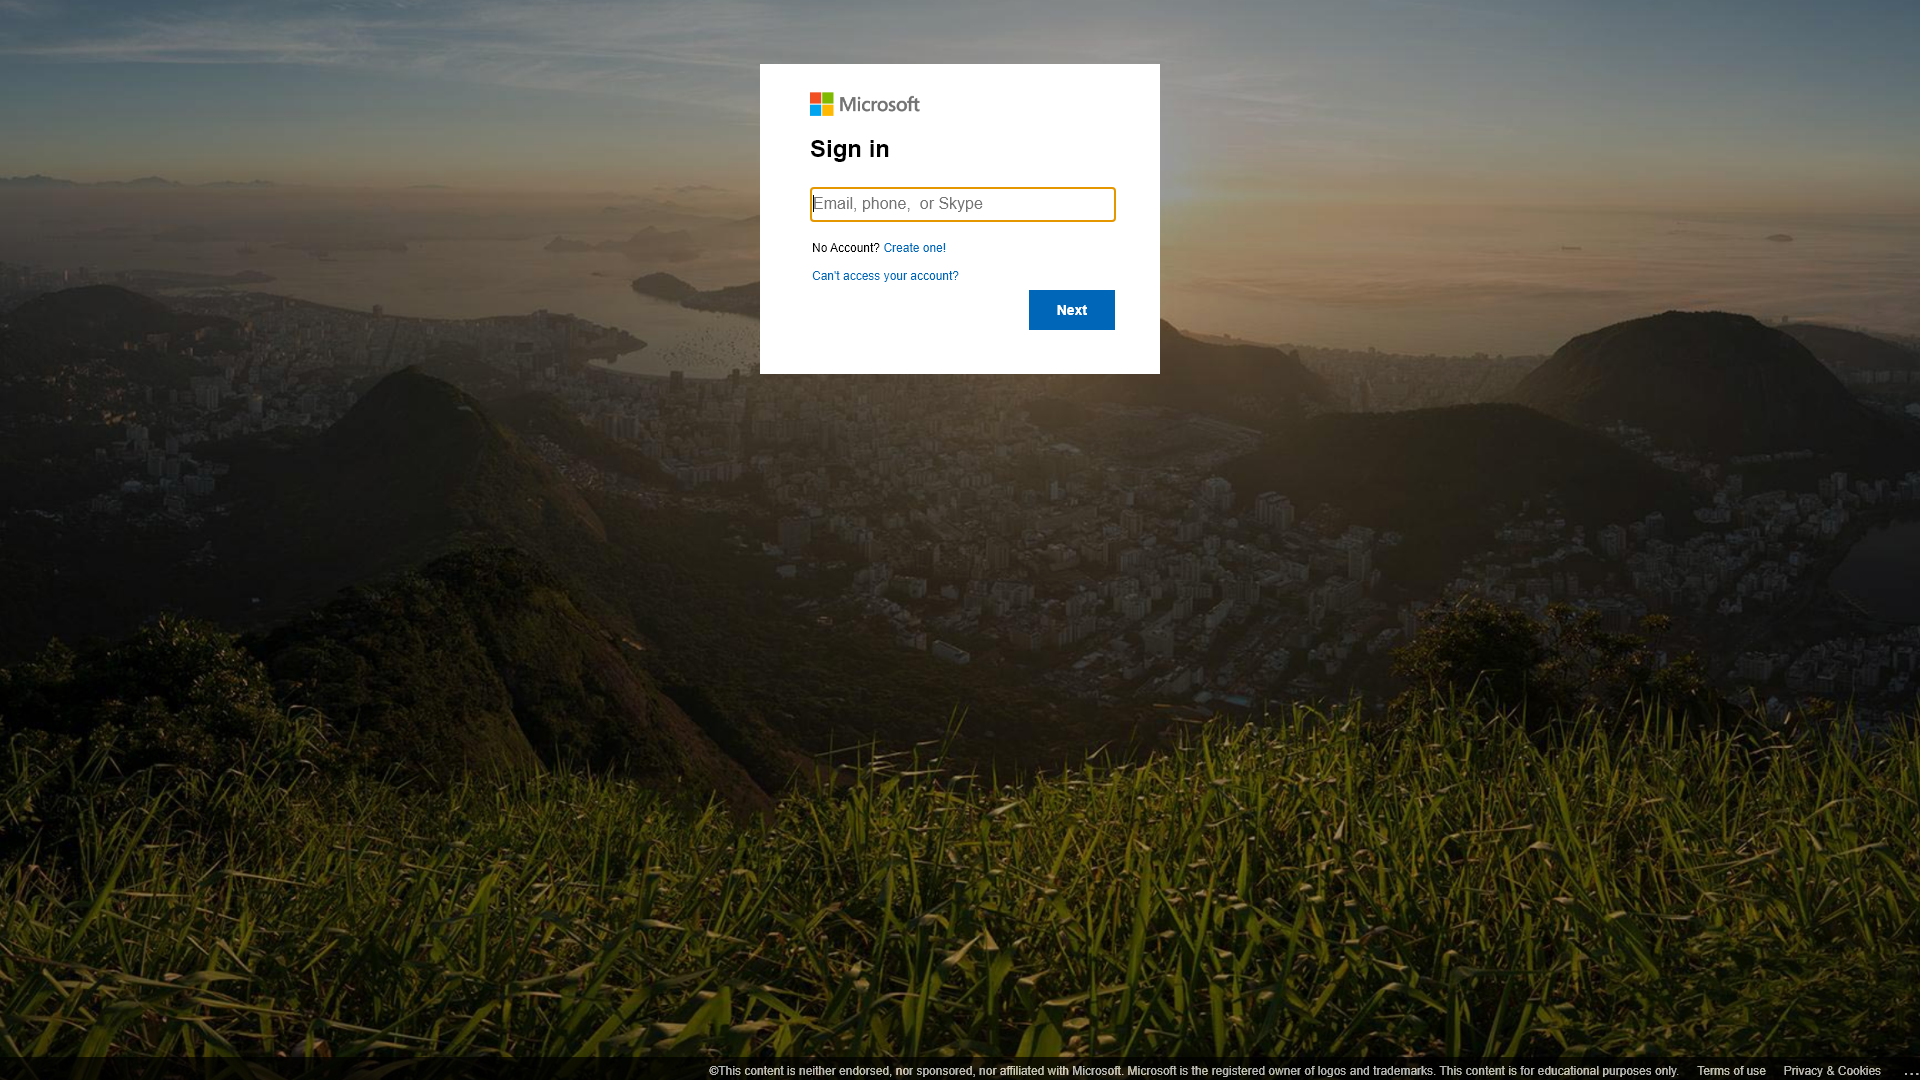 Microsoft
Sign in
Email, phone,  or Skype
No Account? Create one!
Can't access your account?
Next
©This content is neither endorsed, nor sponsored, nor affiliated with Microsoft. Microsoft is the registered owner of logos and trademarks. This content is for educational purposes only. Terms of use Privacy & Cookies ...